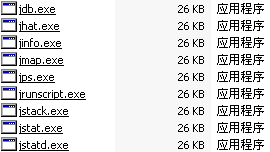 jdb.exe 26 KB 应用程序
jhat.exe 26 KB 应用程序
jinfo.exe 26 KB 应用程序
jmap.exe 26 KB 应用程序
jps.exe 26 KB 应用程序
jrunscript.exe 26 KB 应用程序
jstack.exe 26 KB 应用程序
jstat.exe 26 KB 应用程序
jstatd.exe 26 KB 应用程序